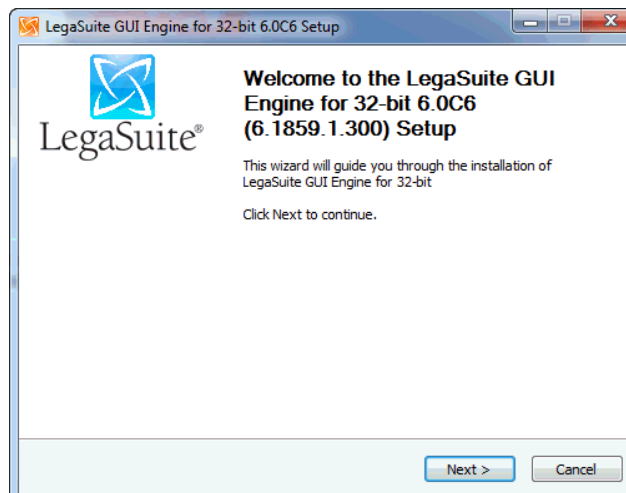 LegaSuite GUI Engine for 32-bit 6.0C6 Setup
LegaSuite®
Welcome to the LegaSuite GUI
Engine for 32-bit 6.0C6
(6.1859.1.300) Setup
This wizard will guide you through the installation of
LegaSuite GUI Engine for 32-bit
Click Next to continue.
Next >
Cancel